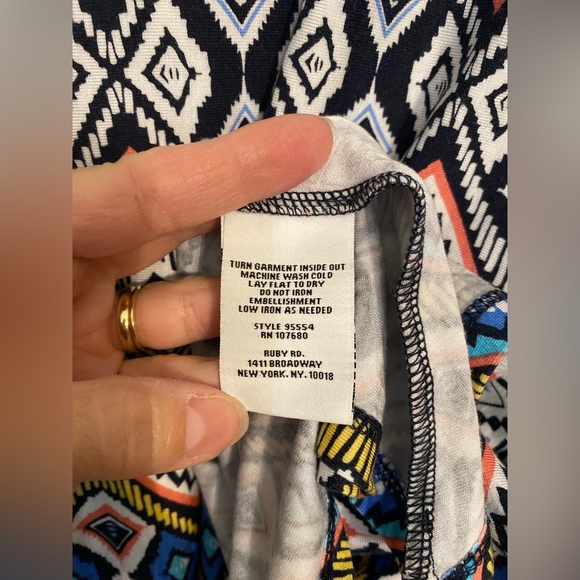 TURN GARMENT INSIDE OUT
MACHINE WASH COLD
LAY FLAT TO DRY
DO NOT IRON
EMBELLISHMENT
LOW IRON AS NEEDED
STYLE 95554
RN 107680
RUBY RD.
1411 BROADWAY
NEW YORK. NY. 10018